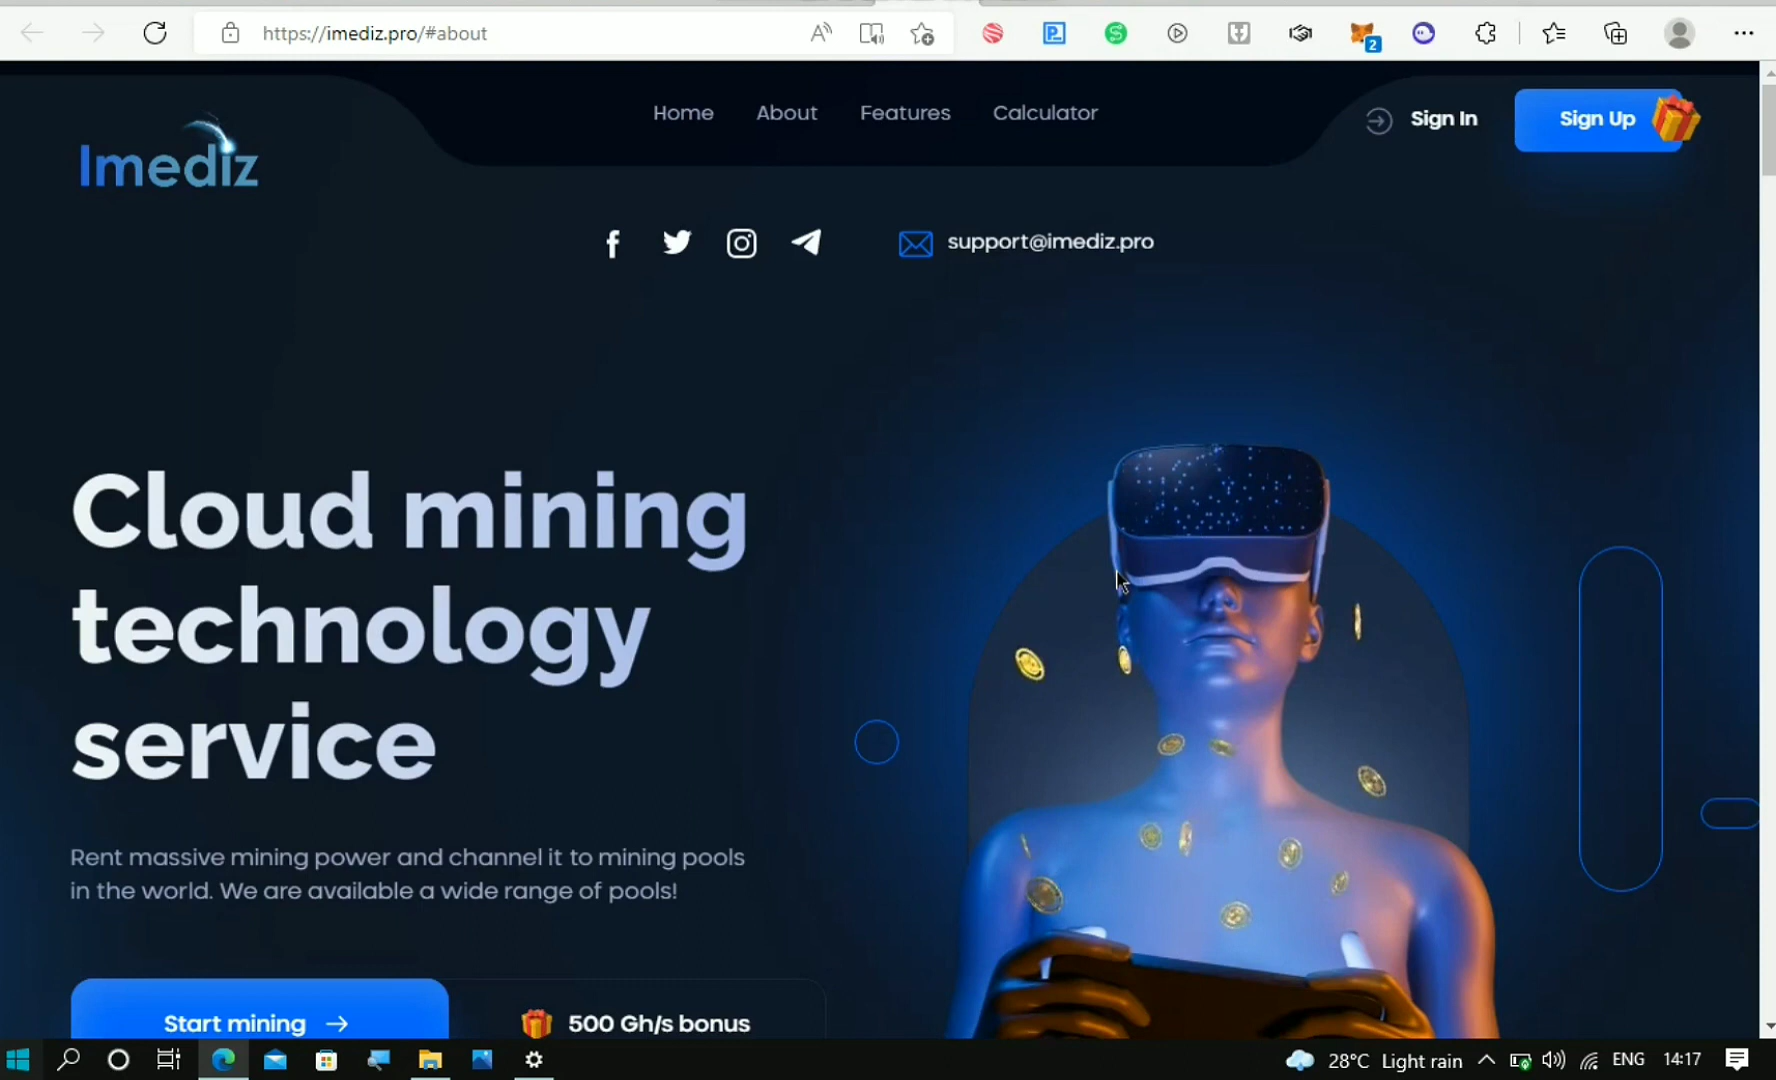 https://imediz.pro/#about
2
Home About Features Calculator
Sign In
Sign Up
Imediz
support@imediz.pro
Cloud mining
technology
service
Rent massive mining power and channel it to mining pools
in the world. We are available a wide range of pools!
Start mining
500 Gh/s bonus
28°C Light rain
ENG
14:17